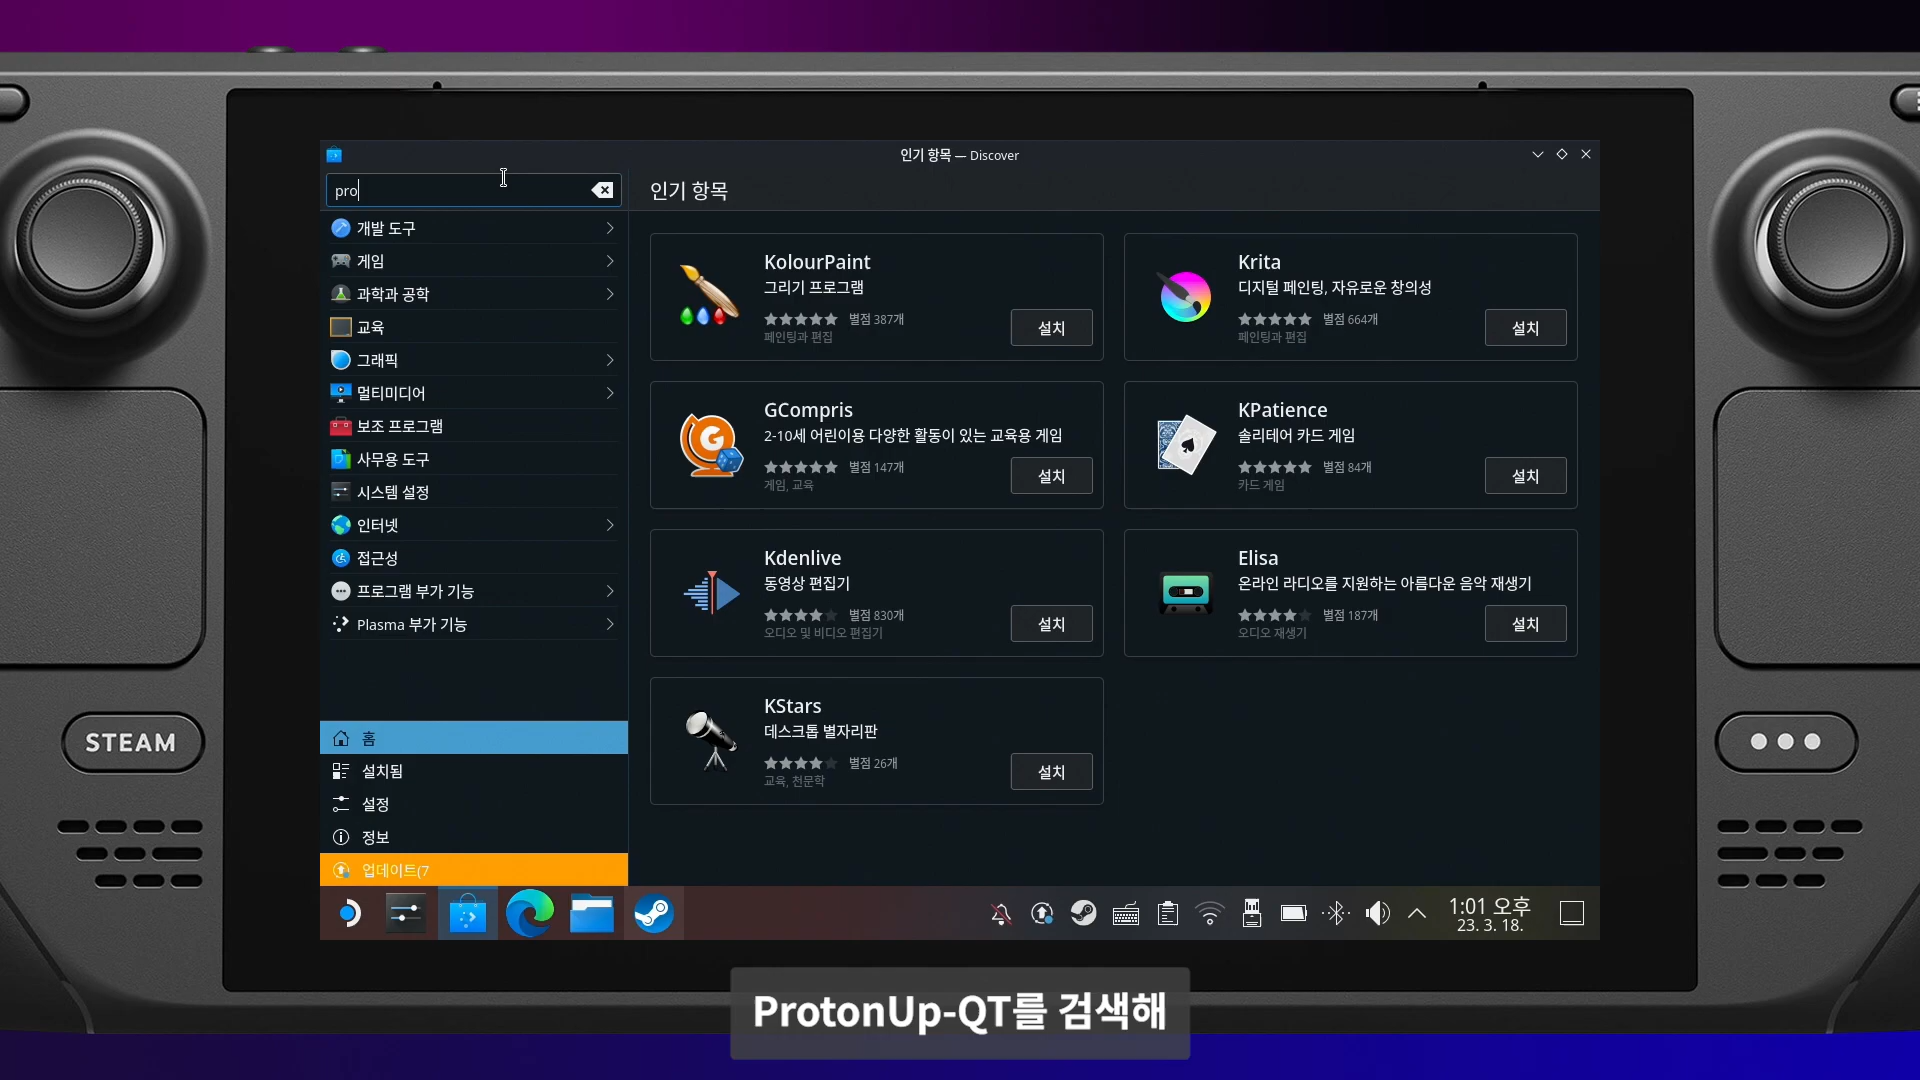 인기 항목 — Discover
pro
인기 항목
개발 도구
게임
과학과 공학
교육
그래픽
멀티미디어
보조 프로그램
사무용 도구
시스템 설정
인터넷
접근성
프로그램 부가 기능
Plasma 부가 기능
홈
설치됨
설정
정보
업데이트(7
KolourPaint
그리기 프로그램
별점 387개
페인팅과 편집
설치
Krita
디지털 페인팅, 자유로운 창의성
별점 664개
페인팅과 편집
설치
GCompris
2-10세 어린이용 다양한 활동이 있는 교육용 게임
별점 147개
게임, 교육
설치
KPatience
솔리테어 카드 게임
별점 84개
카드 게임
설치
Kdenlive
동영상 편집기
별점 830개
오디오 및 비디오 편집기
설치
Elisa
온라인 라디오를 지원하는 아름다운 음악 재생기
별점 187개
오디오 재생기
설치
KStars
데스크톱 별자리판
별점 26개
교육, 천문학
설치
1:01 오후
23. 3. 18.
STEAM
ProtonUp-QT를 검색해